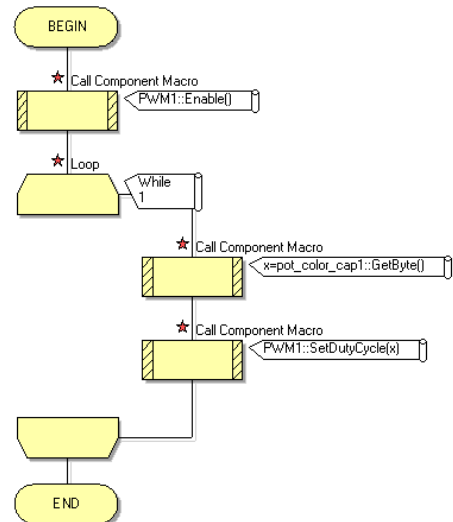 BEGIN
Call Component Macro
PWM1::Enable()
Loop
While
1
Call Component Macro
x=pot_color_cap1::GetByte()
Call Component Macro
PWM1::SetDutyCycle(x)
END